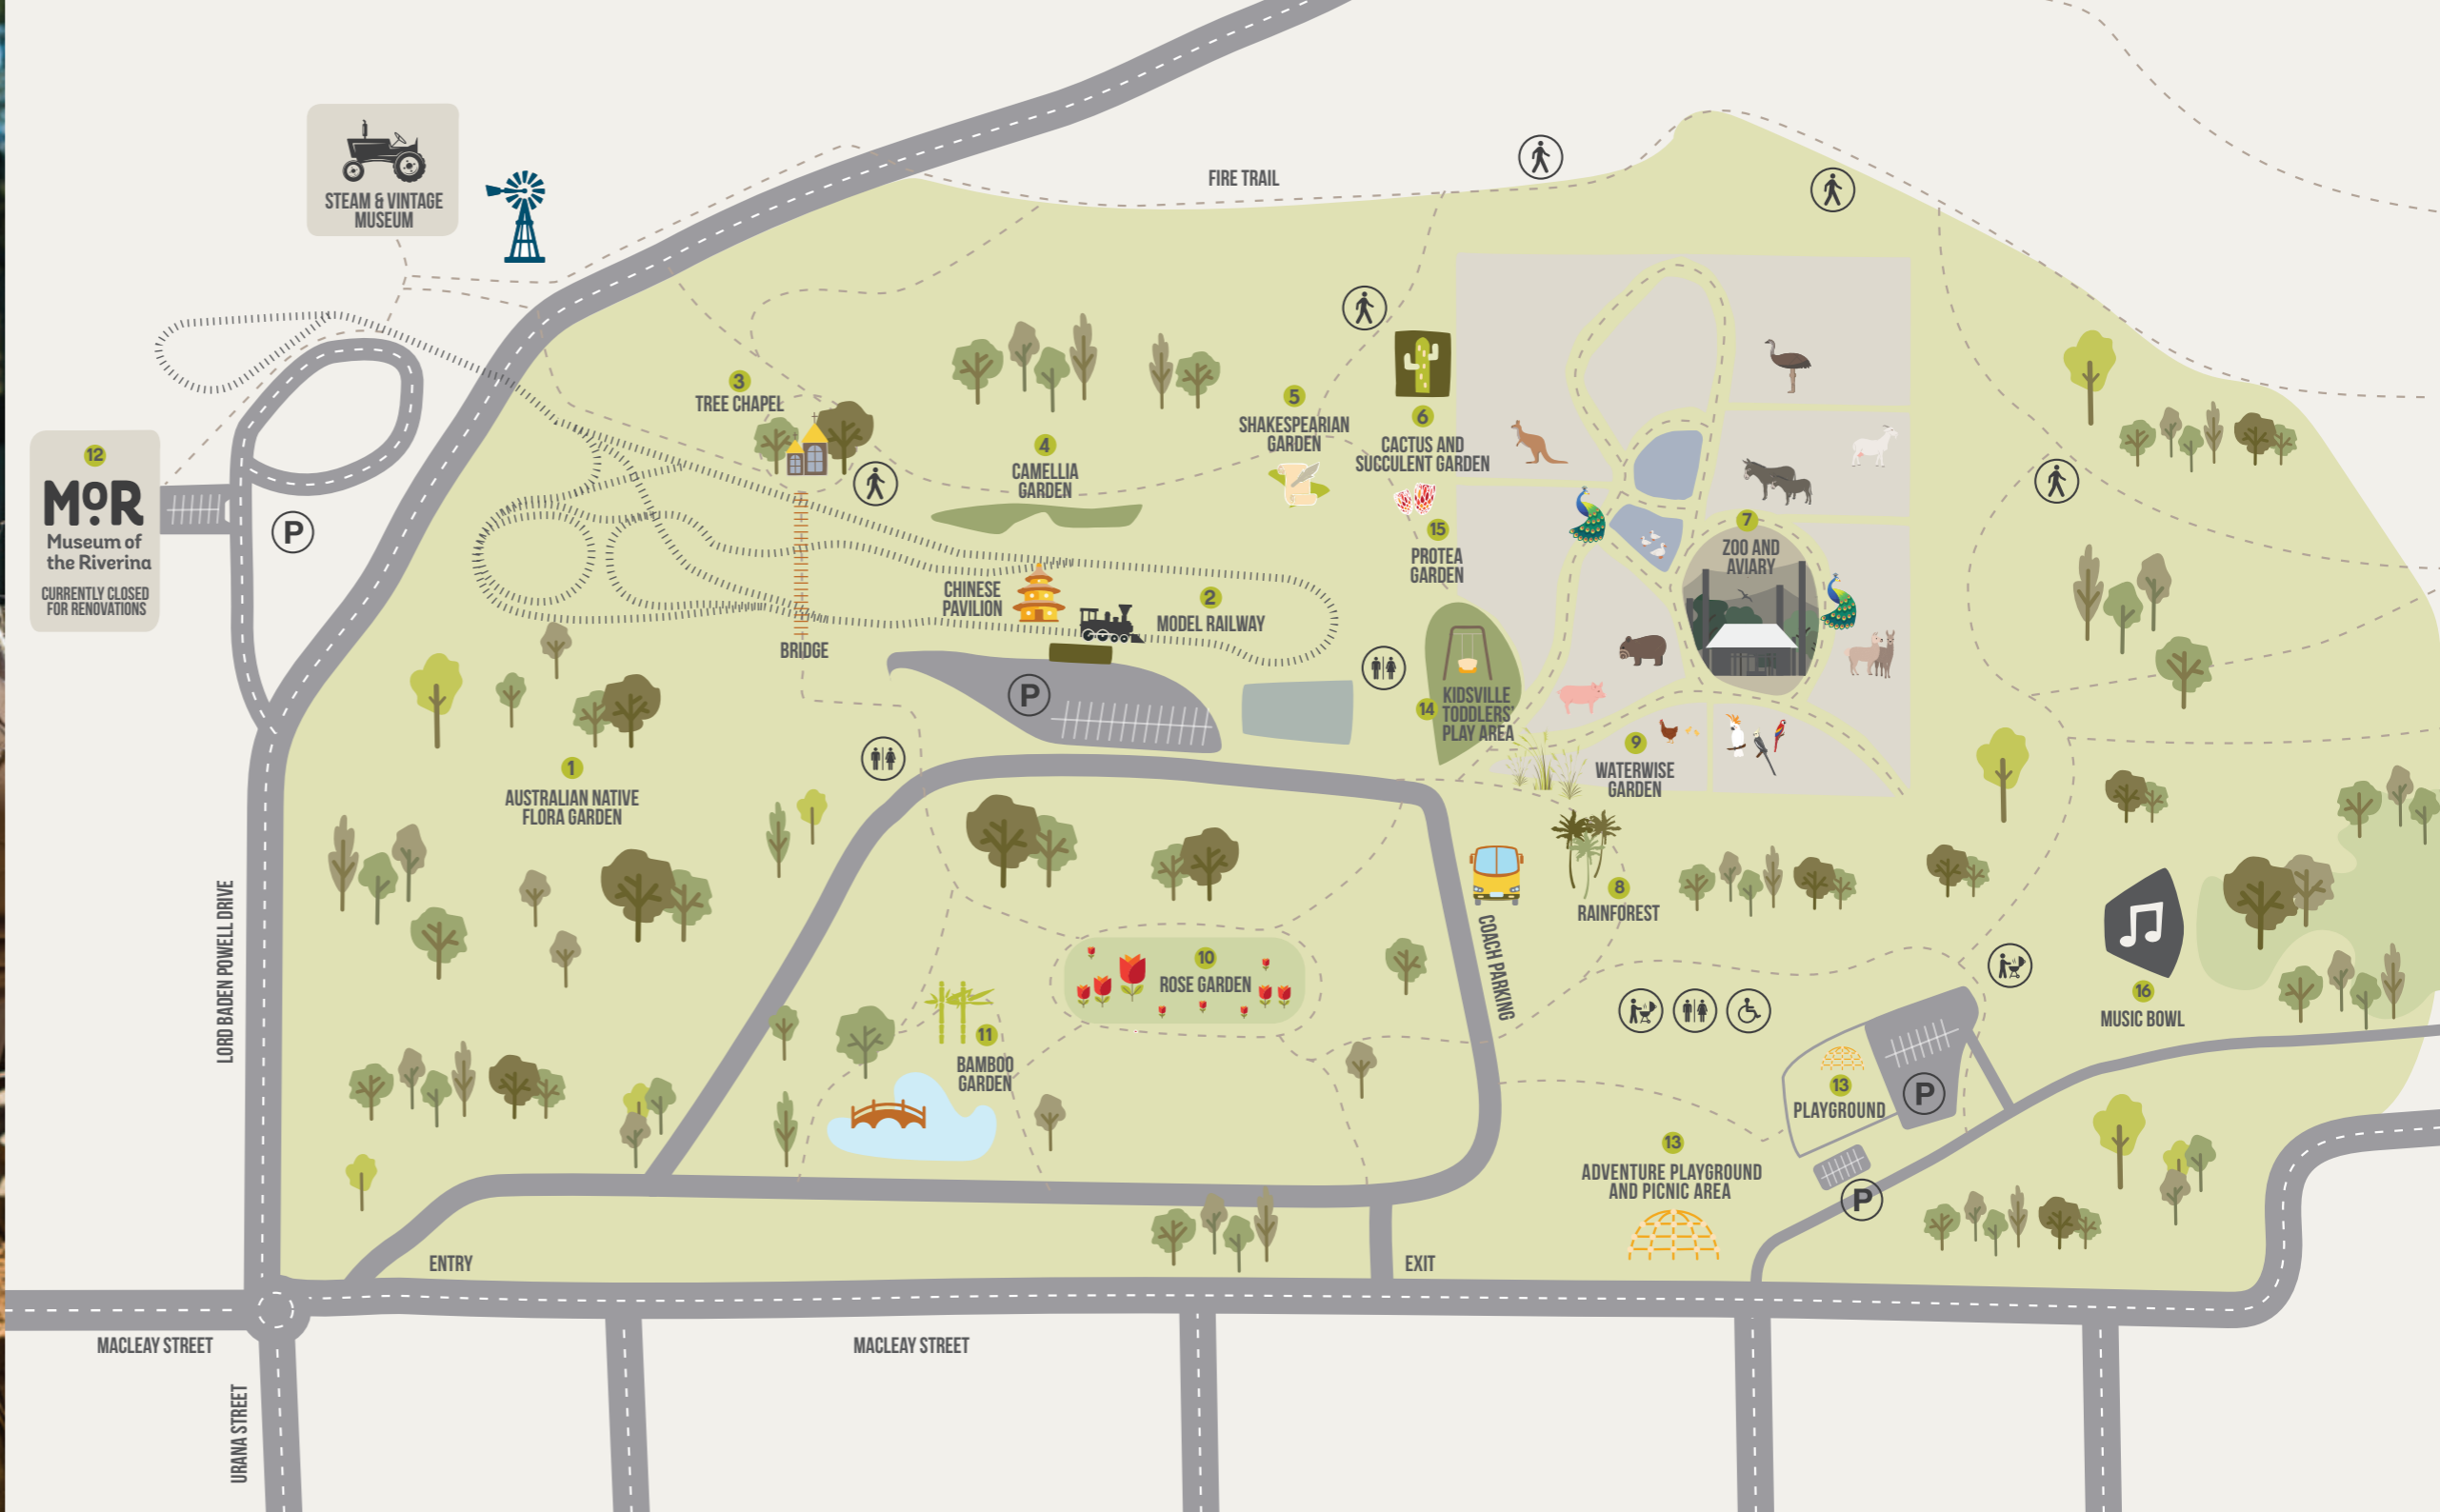 FIRE TRAIL
STEAM & VINTAGE
MUSEUM
3
TREE CHAPEL
4
CAMELLIA
GARDEN
5
SHAKESPEARIAN
GARDEN
6
CACTUS AND
SUCCULENT GARDEN
15
PROTEA
GARDEN
7
ZOO AND
AVIARY
12
MoR
Museum of
the Riverina
CURRENTLY CLOSED
FOR RENOVATIONS
P
CHINESE
PAVILION
2
MODEL RAILWAY
BRIDGE
P
14
KIDSVILLE
TODDLERS'
PLAY AREA
9
WATERWISE
GARDEN
1
AUSTRALIAN NATIVE
FLORA GARDEN
8
RAINFOREST
COACH PARKING
10
ROSE GARDEN
11
BAMBOO
GARDEN
16
MUSIC BOWL
LORD BADEN POWELL DRIVE
13
PLAYGROUND
P
13
ADVENTURE PLAYGROUND
AND PICNIC AREA
P
ENTRY
EXIT
MACLEAY STREET
MACLEAY STREET
URANA STREET